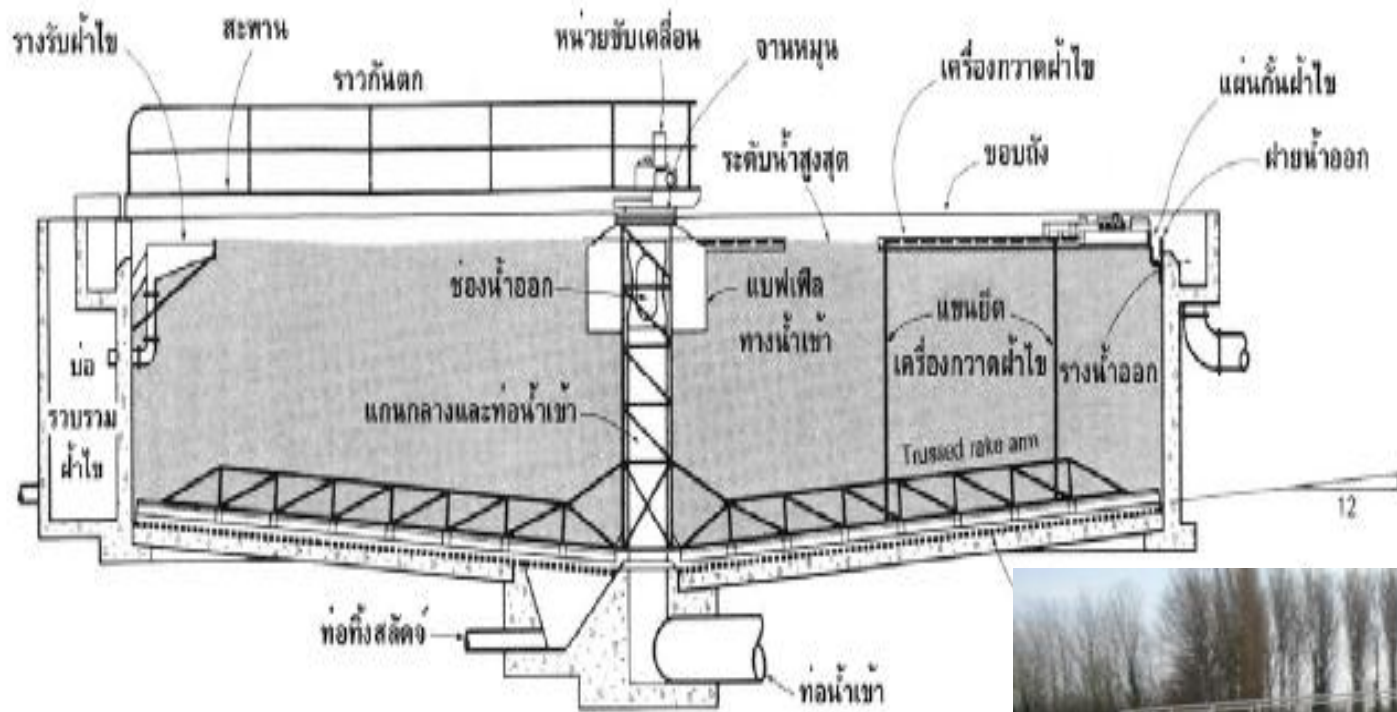 รางรับฝ้าไข
สะพาน
ราวกันตก
หน่วยขับเคลื่อน
จานหมุน
เครื่องกวาดฝ้าไข
แผ่นกั้นฝ้าไข
ระดับน้ำสูงสุด
ขอบถัง
ฝายน้ำออก
ช่องน้ำออก
แบฟเฟิล
ทางน้ำเข้า
แขนยึด
เครื่องกวาดฝ้าไข
รางน้ำออก
บ่อ
รวบรวม
ฝ้าไข
แกนกลางและท่อน้ำเข้า
Trussed rake arm
12
ท่อทิ้งสลัดจ์
ท่อน้ำเข้า